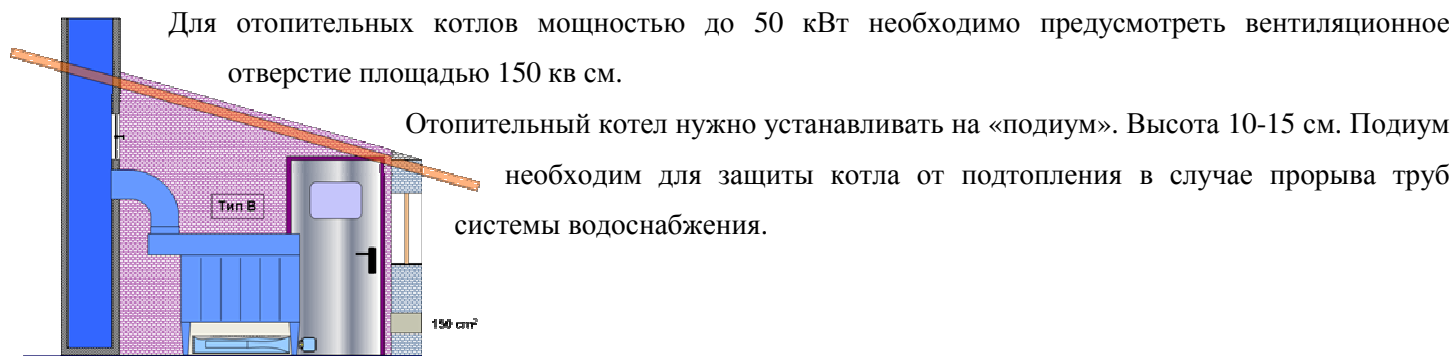 Для отопительных котлов мощностью до 50 кВт необходимо предусмотреть вентиляционное
отверстие площадью 150 кв см.
Отопительный котел нужно устанавливать на «подиум». Высота 10-15 см. Подиум
необходим для защиты котла от подтопления в случае прорыва труб
системы водоснабжения.
Тип В
150 cm²